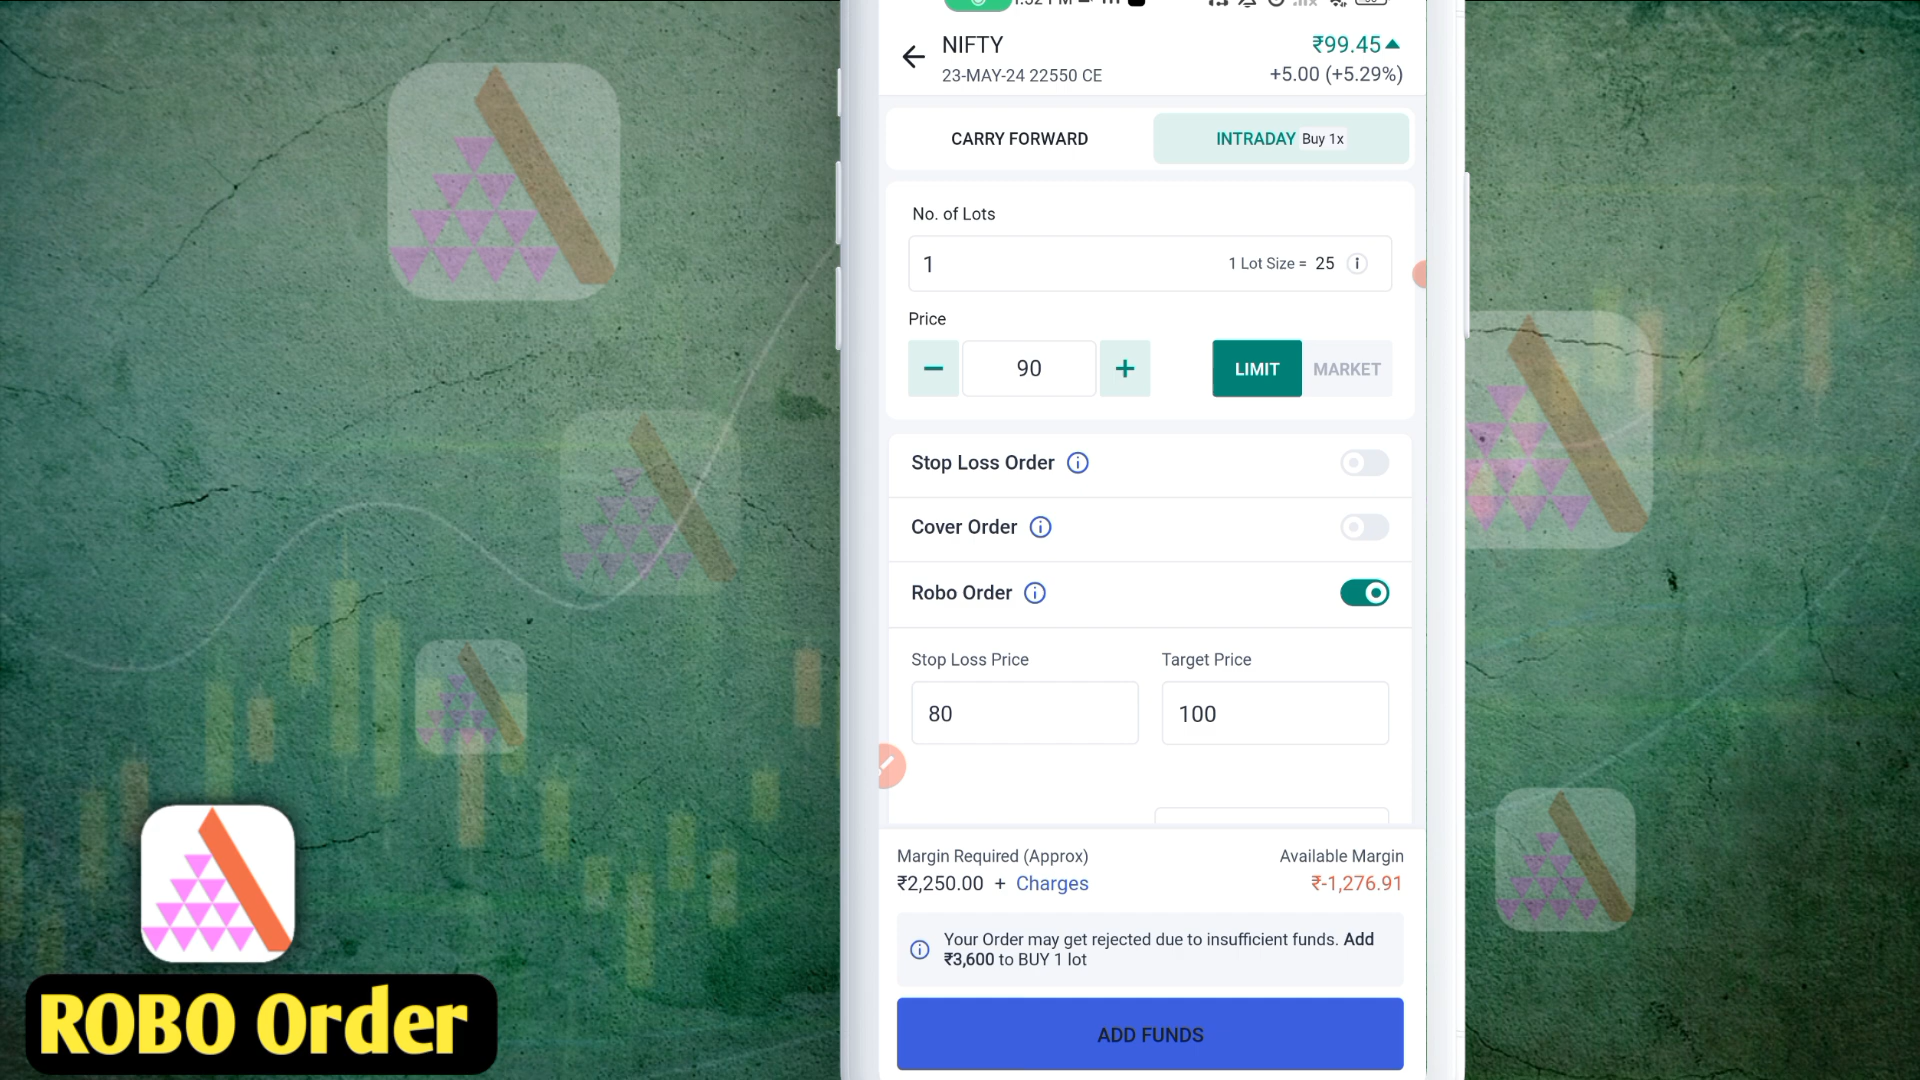 NIFTY
₹99.45
23-MAY-24 22550 CE
+5.00 (+5.29%)
CARRY FORWARD
INTRADAY Buy 1x
No. of Lots
1
1 Lot Size = 25
Price
90
LIMIT
MARKET
Stop Loss Order
Cover Order
Robo Order
Stop Loss Price
Target Price
80
100
Margin Required (Approx)
Available Margin
₹2,250.00 + Charges
₹-1,276.91
Your Order may get rejected due to insufficient funds. Add
₹3,600 to BUY 1 lot
ADD FUNDS
ROBO Order